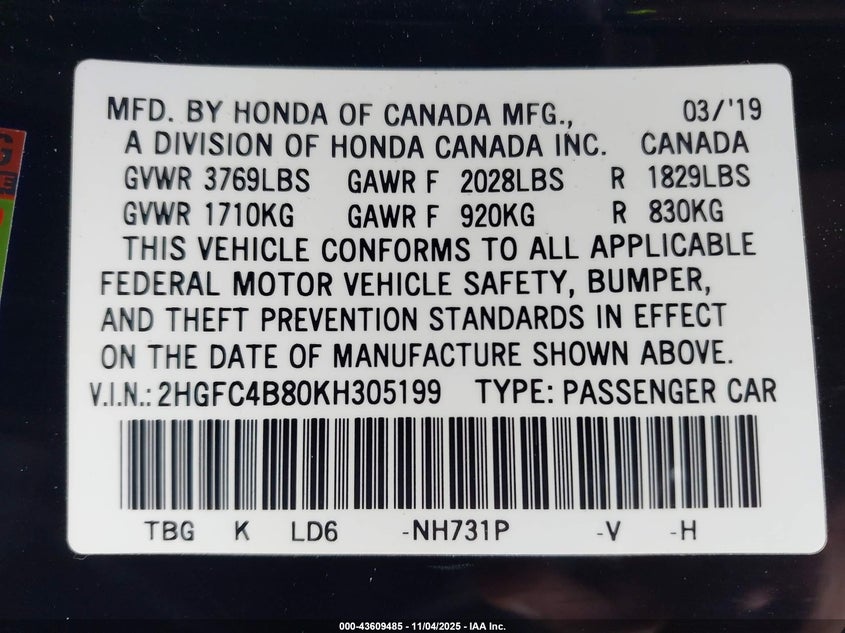 MFD. BY HONDA OF CANADA MFG., 03/'19
A DIVISION OF HONDA CANADA INC. CANADA
GVWR 3769LBS GAWR F 2028LBS R 1829LBS
GVWR 1710KG GAWR F 920KG R 830KG
THIS VEHICLE CONFORMS TO ALL APPLICABLE
FEDERAL MOTOR VEHICLE SAFETY, BUMPER,
AND THEFT PREVENTION STANDARDS IN EFFECT
ON THE DATE OF MANUFACTURE SHOWN ABOVE.
V.I.N.: 2HGFC4B80KH305199 TYPE: PASSENGER CAR
TBG K LD6 -NH731P -V -H
000-43609485 - 11/04/2025 - IAA Inc.